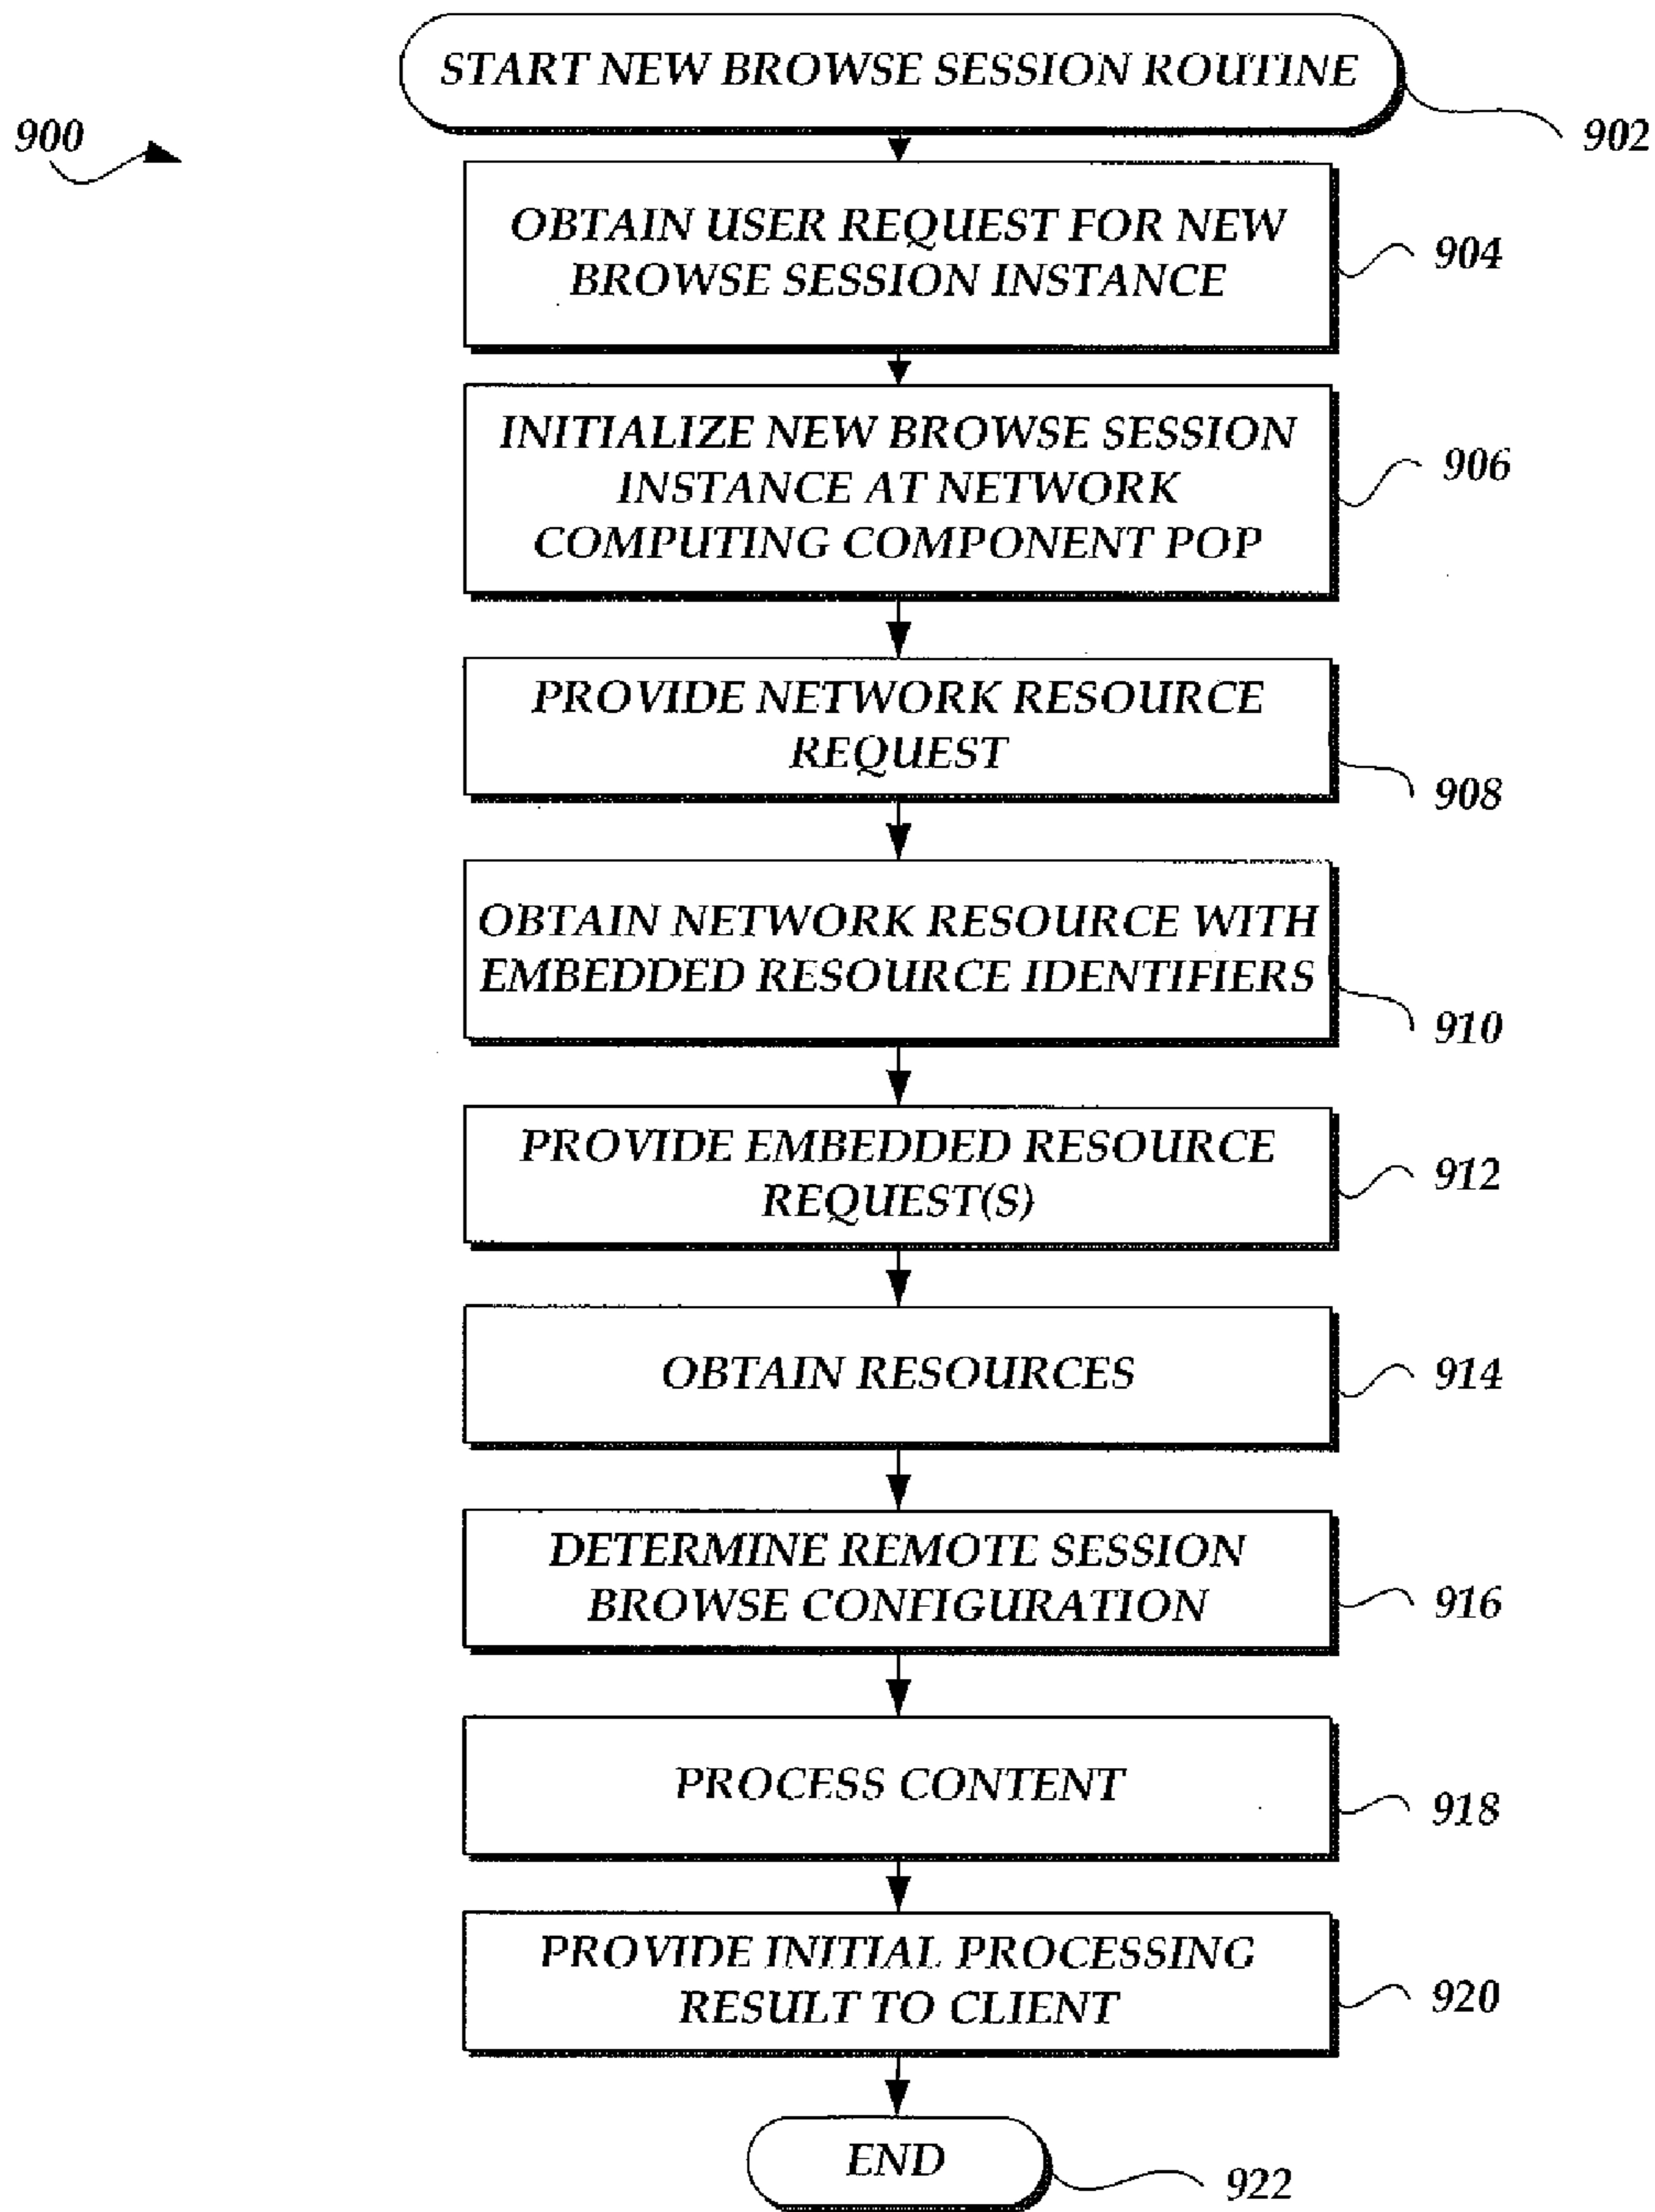 START NEW BROWSE SESSION ROUTINE
900
902
OBTAIN USER REQUEST FOR NEW
BROWSE SESSION INSTANCE
904
INITIALIZE NEW BROWSE SESSION
INSTANCE AT NETWORK
COMPUTING COMPONENT POP
906
PROVIDE NETWORK RESOURCE
REQUEST
908
OBTAIN NETWORK RESOURCE WITH
EMBEDDED RESOURCE IDENTIFIERS
910
PROVIDE EMBEDDED RESOURCE
REQUEST(S)
912
OBTAIN RESOURCES
914
DETERMINE REMOTE SESSION
BROWSE CONFIGURATION
916
PROCESS CONTENT
918
PROVIDE INITIAL PROCESSING
RESULT TO CLIENT
920
END
922